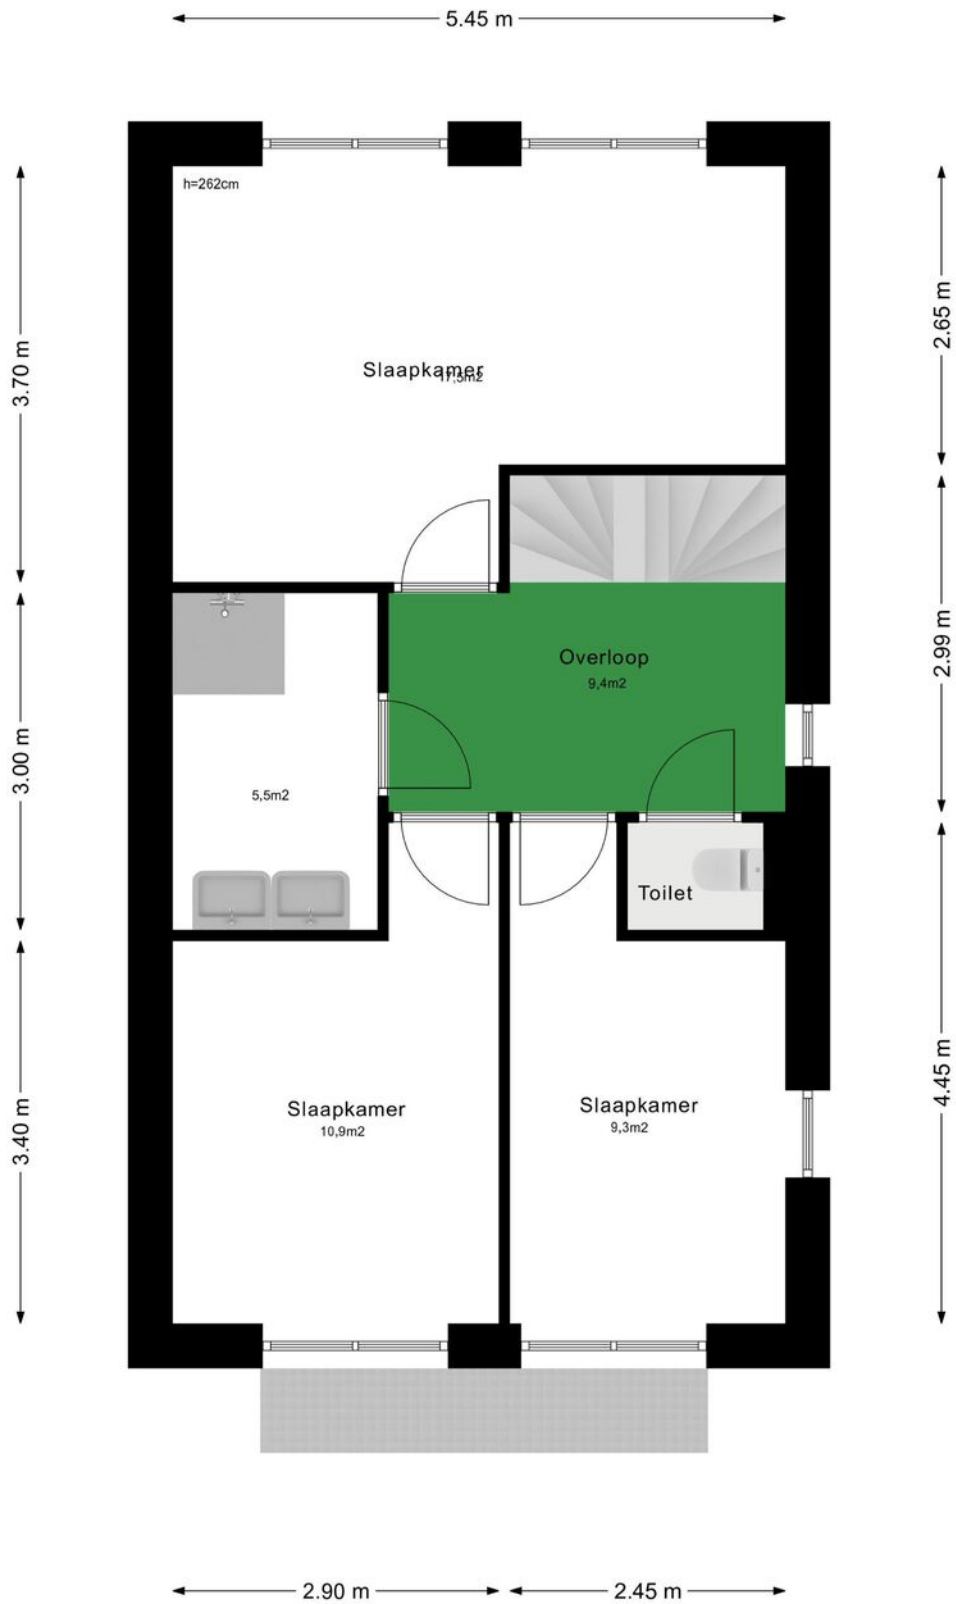 5.45 m
h=262cm
2.65 m
3.70 m
Slaapkamer
17,5m2
2.99 m
Overloop
9,4m2
3.00 m
5,5m2
Toilet
4.45 m
3.40 m
Slaapkamer
10,9m2
Slaapkamer
9,3m2
2.90 m
2.45 m